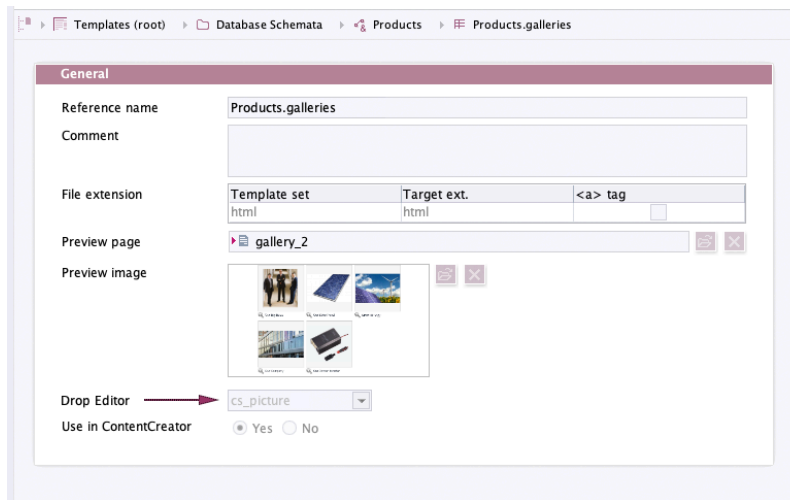 Templates (root) Database Schemata Products Products.galleries
General
Reference name Products.galleries
Comment
File extension Template set Target ext. <a> tag
html html
Preview page gallery_2
Preview image
Drop Editor cs_picture
Use in ContentCreator Yes No